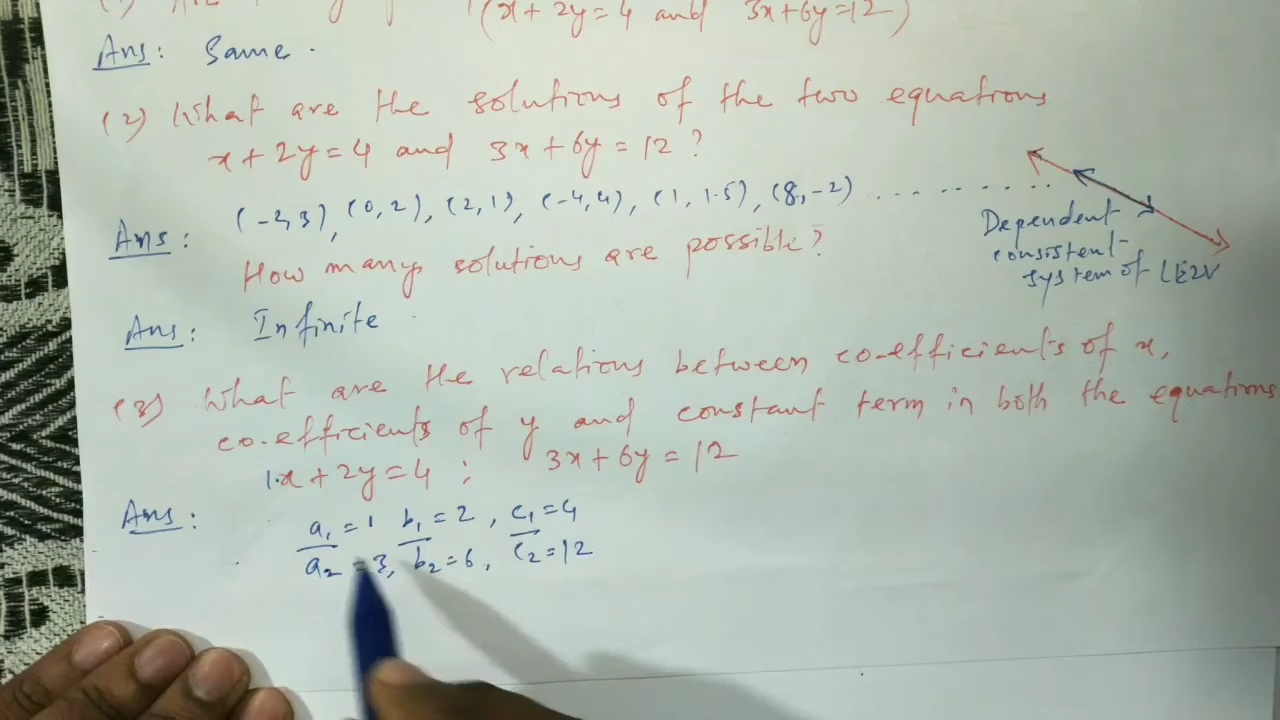 (x+2y=4 and 3x+6y=12)
Ans: Same.
(2) What are the solutions of the two equations
x+2y=4 and 3x+6y=12?
Ans: (-2,3), (0,2), (2,1), (-4,4), (1,1.5), (8,-2) ..........
Dependent
consistent
system of LE2V
How many solutions are possible?
Ans: Infinite.
(3) What are the relations between co-efficients of x,
co-efficients of y and constant term in both the equations
1.x+2y=4; 3x+6y=12
Ans: a₁=1 b₁=2, c₁=4
a₂=3, b₂=6, c₂=12